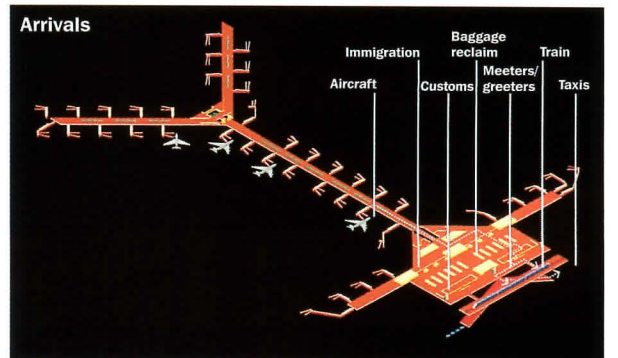 Arrivals
Immigration
Baggage
reclaim
Train
Aircraft
Customs
Meeters/
greeters
Taxis